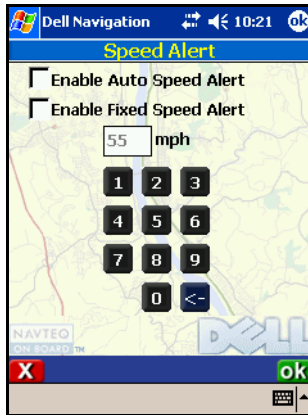 Dell Navigation 10:21 ok
Speed Alert
Enable Auto Speed Alert
Enable Fixed Speed Alert
55 mph
1 2 3
4 5 6
7 8 9
0 <-
NAVTEQ
ON BOARD TM
DELL
X ok